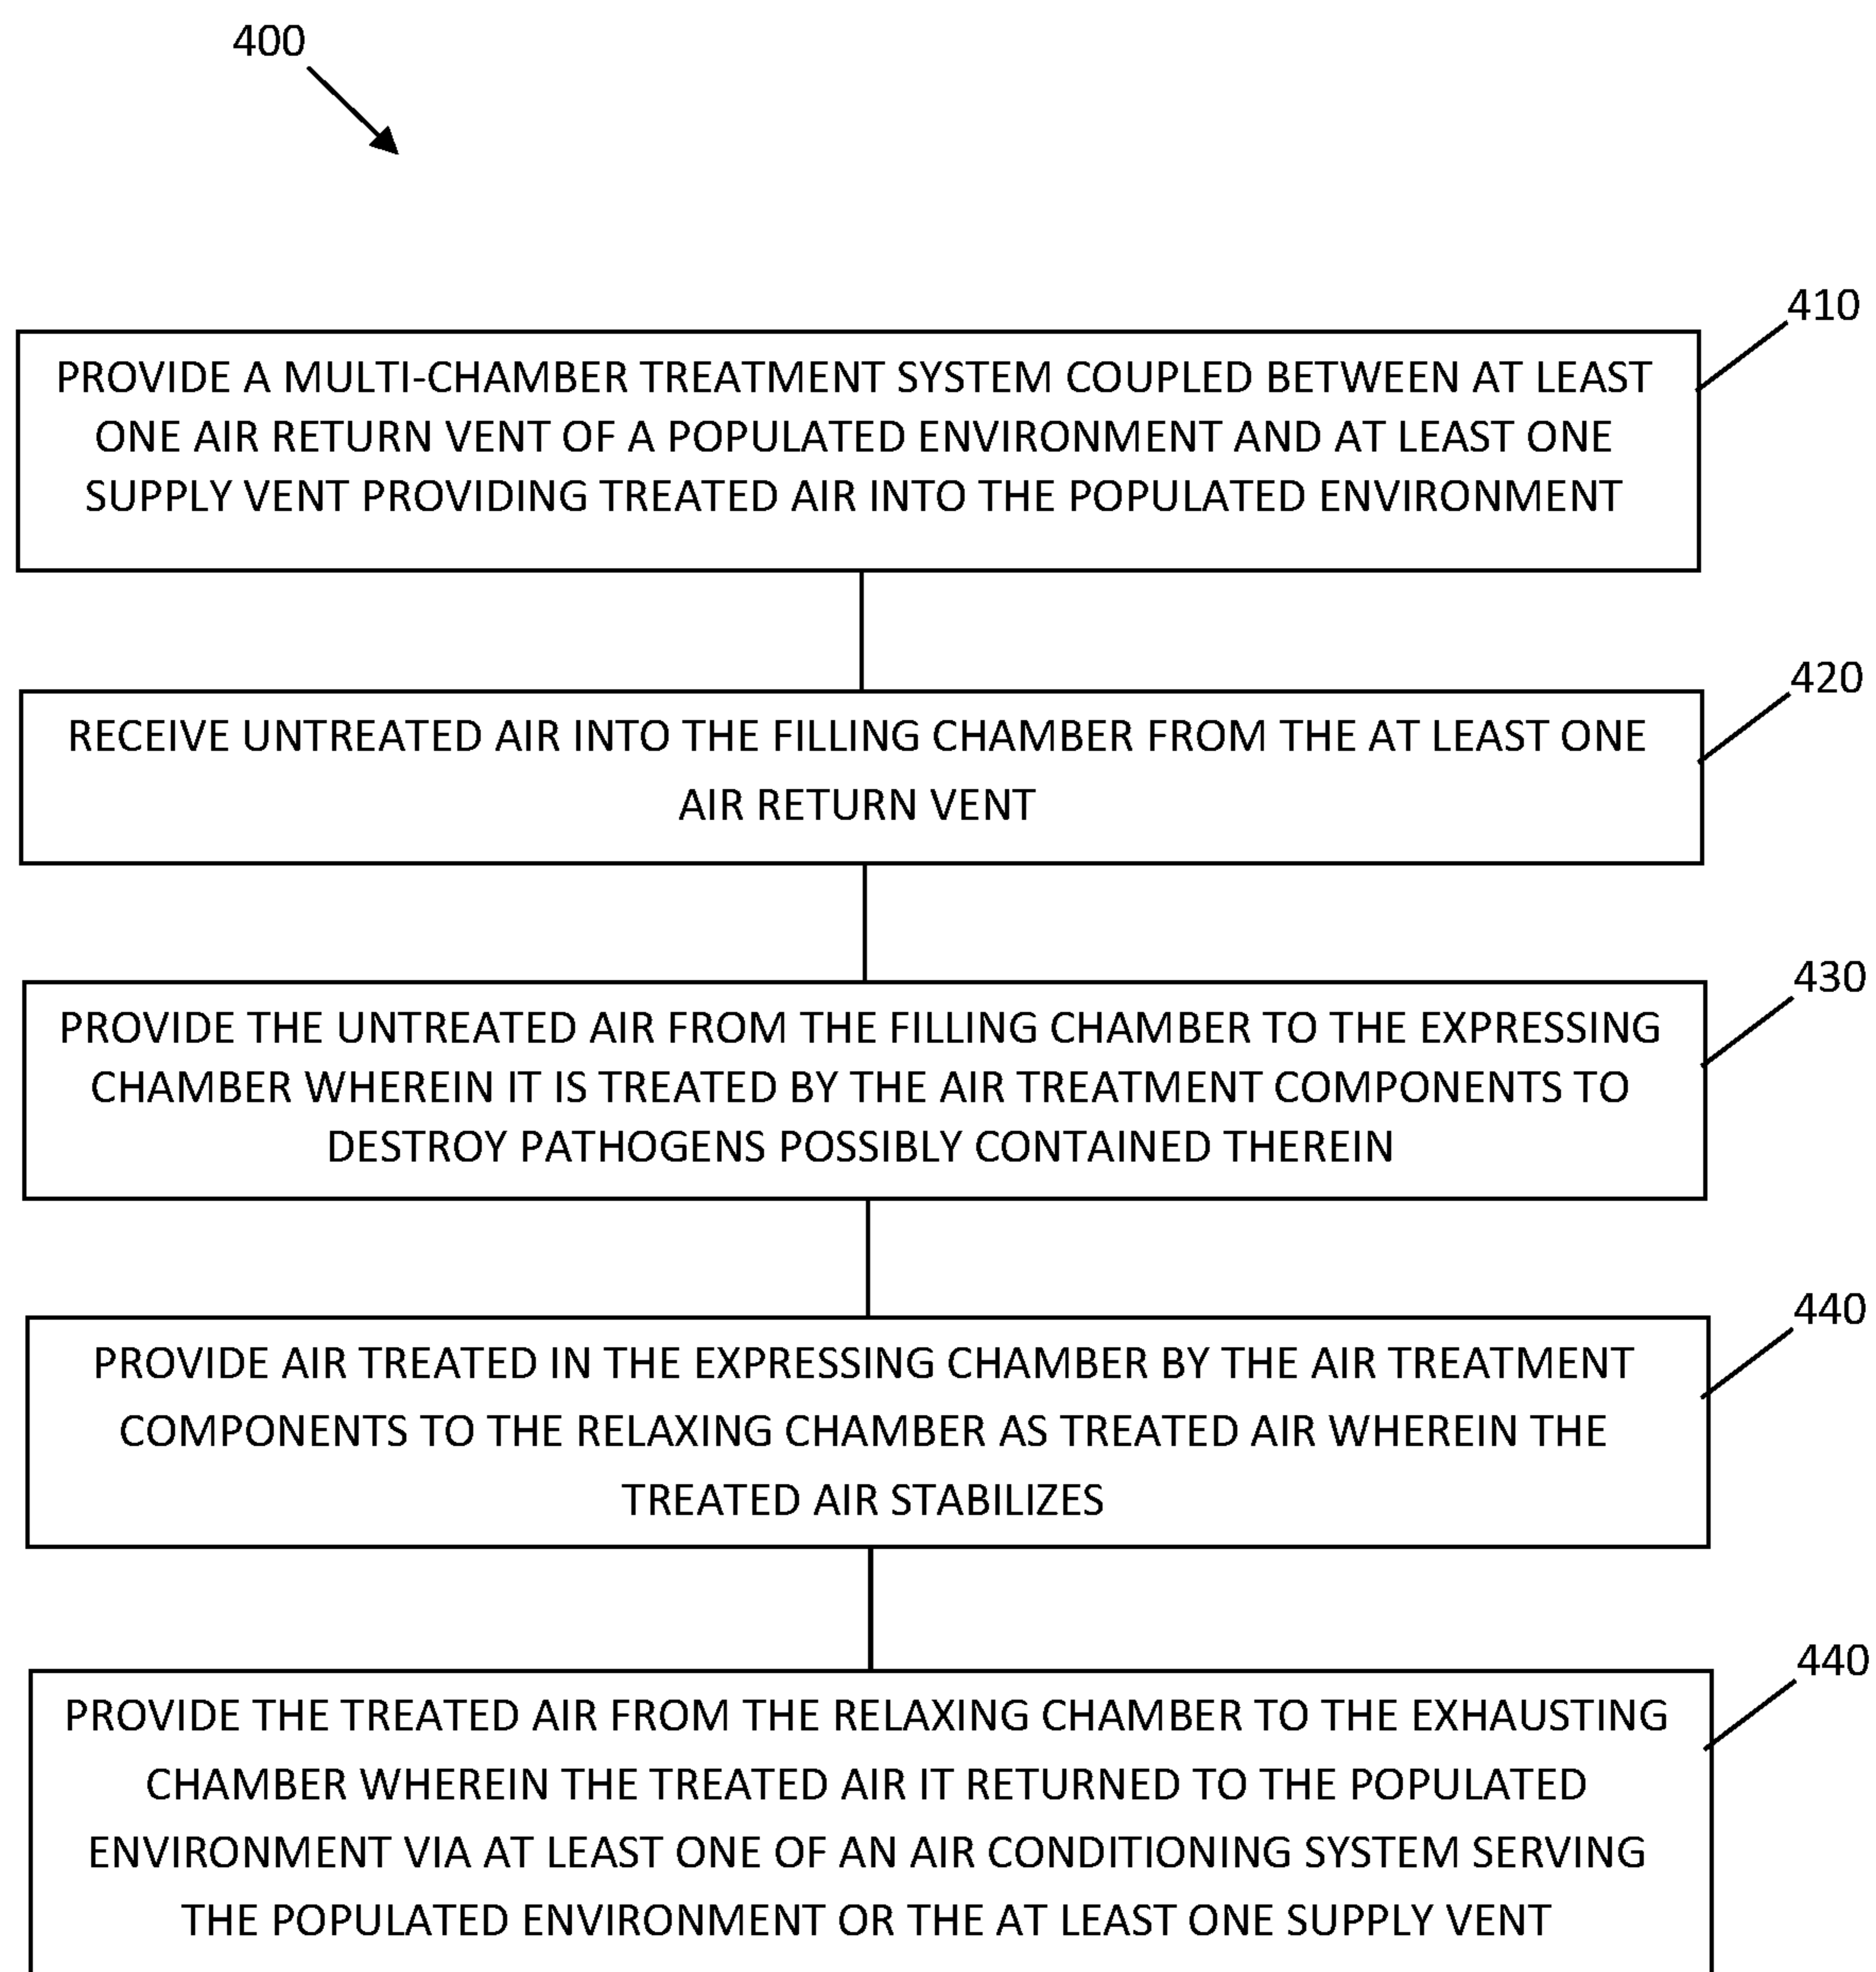 400
410
PROVIDE A MULTI-CHAMBER TREATMENT SYSTEM COUPLED BETWEEN AT LEAST
ONE AIR RETURN VENT OF A POPULATED ENVIRONMENT AND AT LEAST ONE
SUPPLY VENT PROVIDING TREATED AIR INTO THE POPULATED ENVIRONMENT
420
RECEIVE UNTREATED AIR INTO THE FILLING CHAMBER FROM THE AT LEAST ONE
AIR RETURN VENT
430
PROVIDE THE UNTREATED AIR FROM THE FILLING CHAMBER TO THE EXPRESSING
CHAMBER WHEREIN IT IS TREATED BY THE AIR TREATMENT COMPONENTS TO
DESTROY PATHOGENS POSSIBLY CONTAINED THEREIN
440
PROVIDE AIR TREATED IN THE EXPRESSING CHAMBER BY THE AIR TREATMENT
COMPONENTS TO THE RELAXING CHAMBER AS TREATED AIR WHEREIN THE
TREATED AIR STABILIZES
440
PROVIDE THE TREATED AIR FROM THE RELAXING CHAMBER TO THE EXHAUSTING
CHAMBER WHEREIN THE TREATED AIR IT RETURNED TO THE POPULATED
ENVIRONMENT VIA AT LEAST ONE OF AN AIR CONDITIONING SYSTEM SERVING
THE POPULATED ENVIRONMENT OR THE AT LEAST ONE SUPPLY VENT